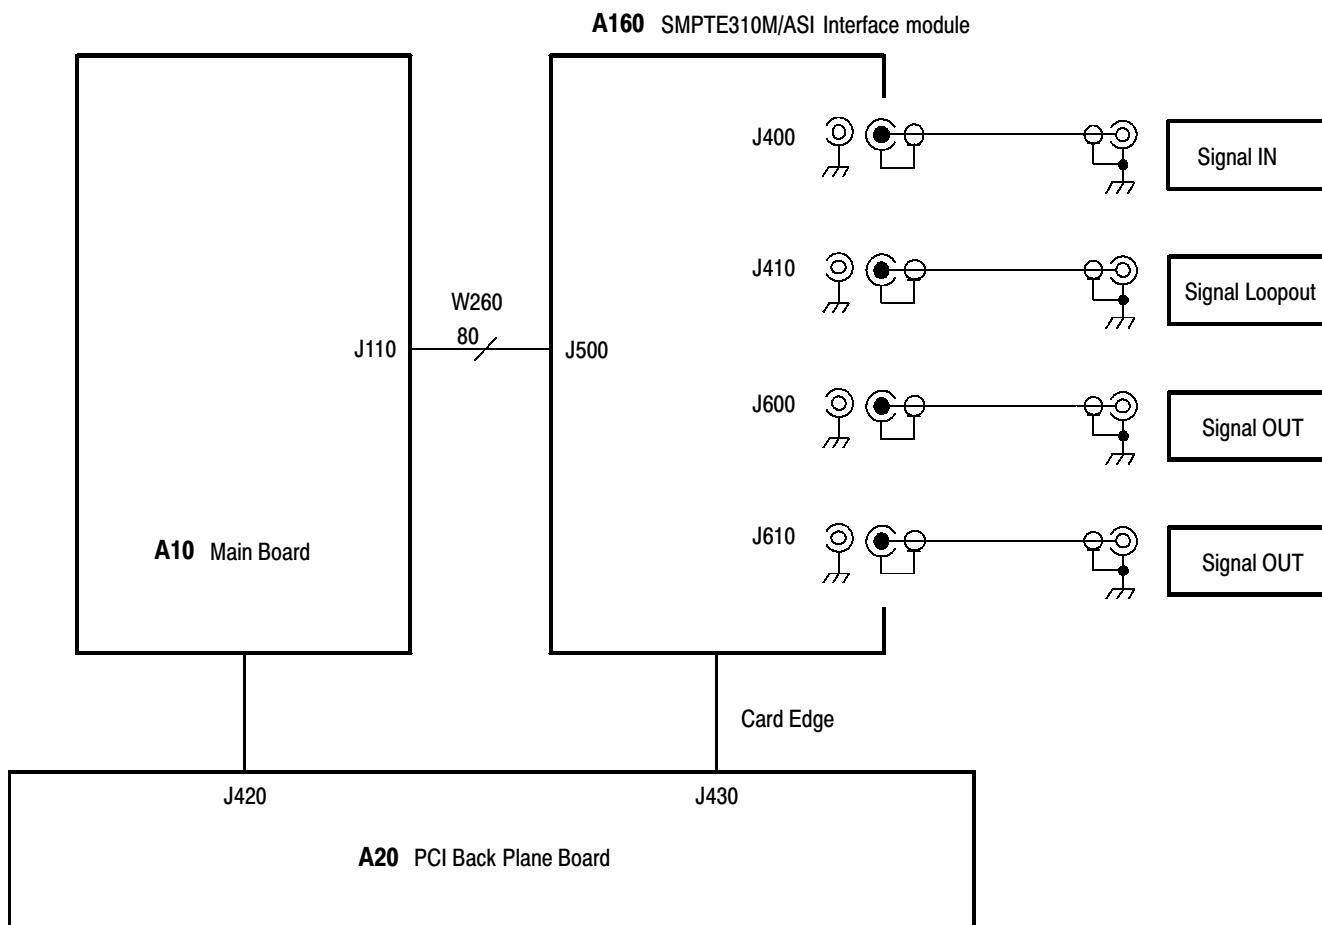 A160 SMPTE310M/ASI Interface module
J400
Signal IN
J410
Signal Loopout
W260
80
J110
J500
J600
Signal OUT
J610
Signal OUT
A10 Main Board
Card Edge
J420
J430
A20 PCI Back Plane Board